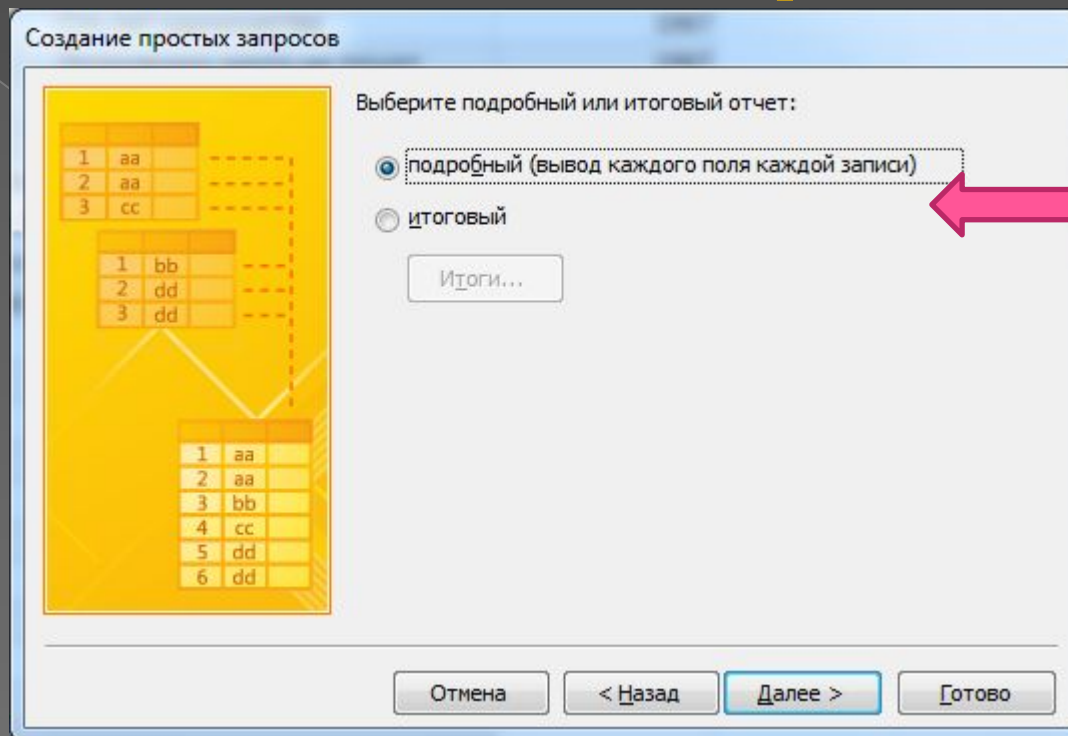 Создание простых запросов
Выберите подробный или итоговый отчет:
подробный (вывод каждого поля каждой записи)
итоговый
Итоги...
1 aa
2 aa
3 cc
1 bb
2 dd
3 dd
1 aa
2 aa
3 bb
4 cc
5 dd
6 dd
Отмена
< Назад
Далее >
Готово